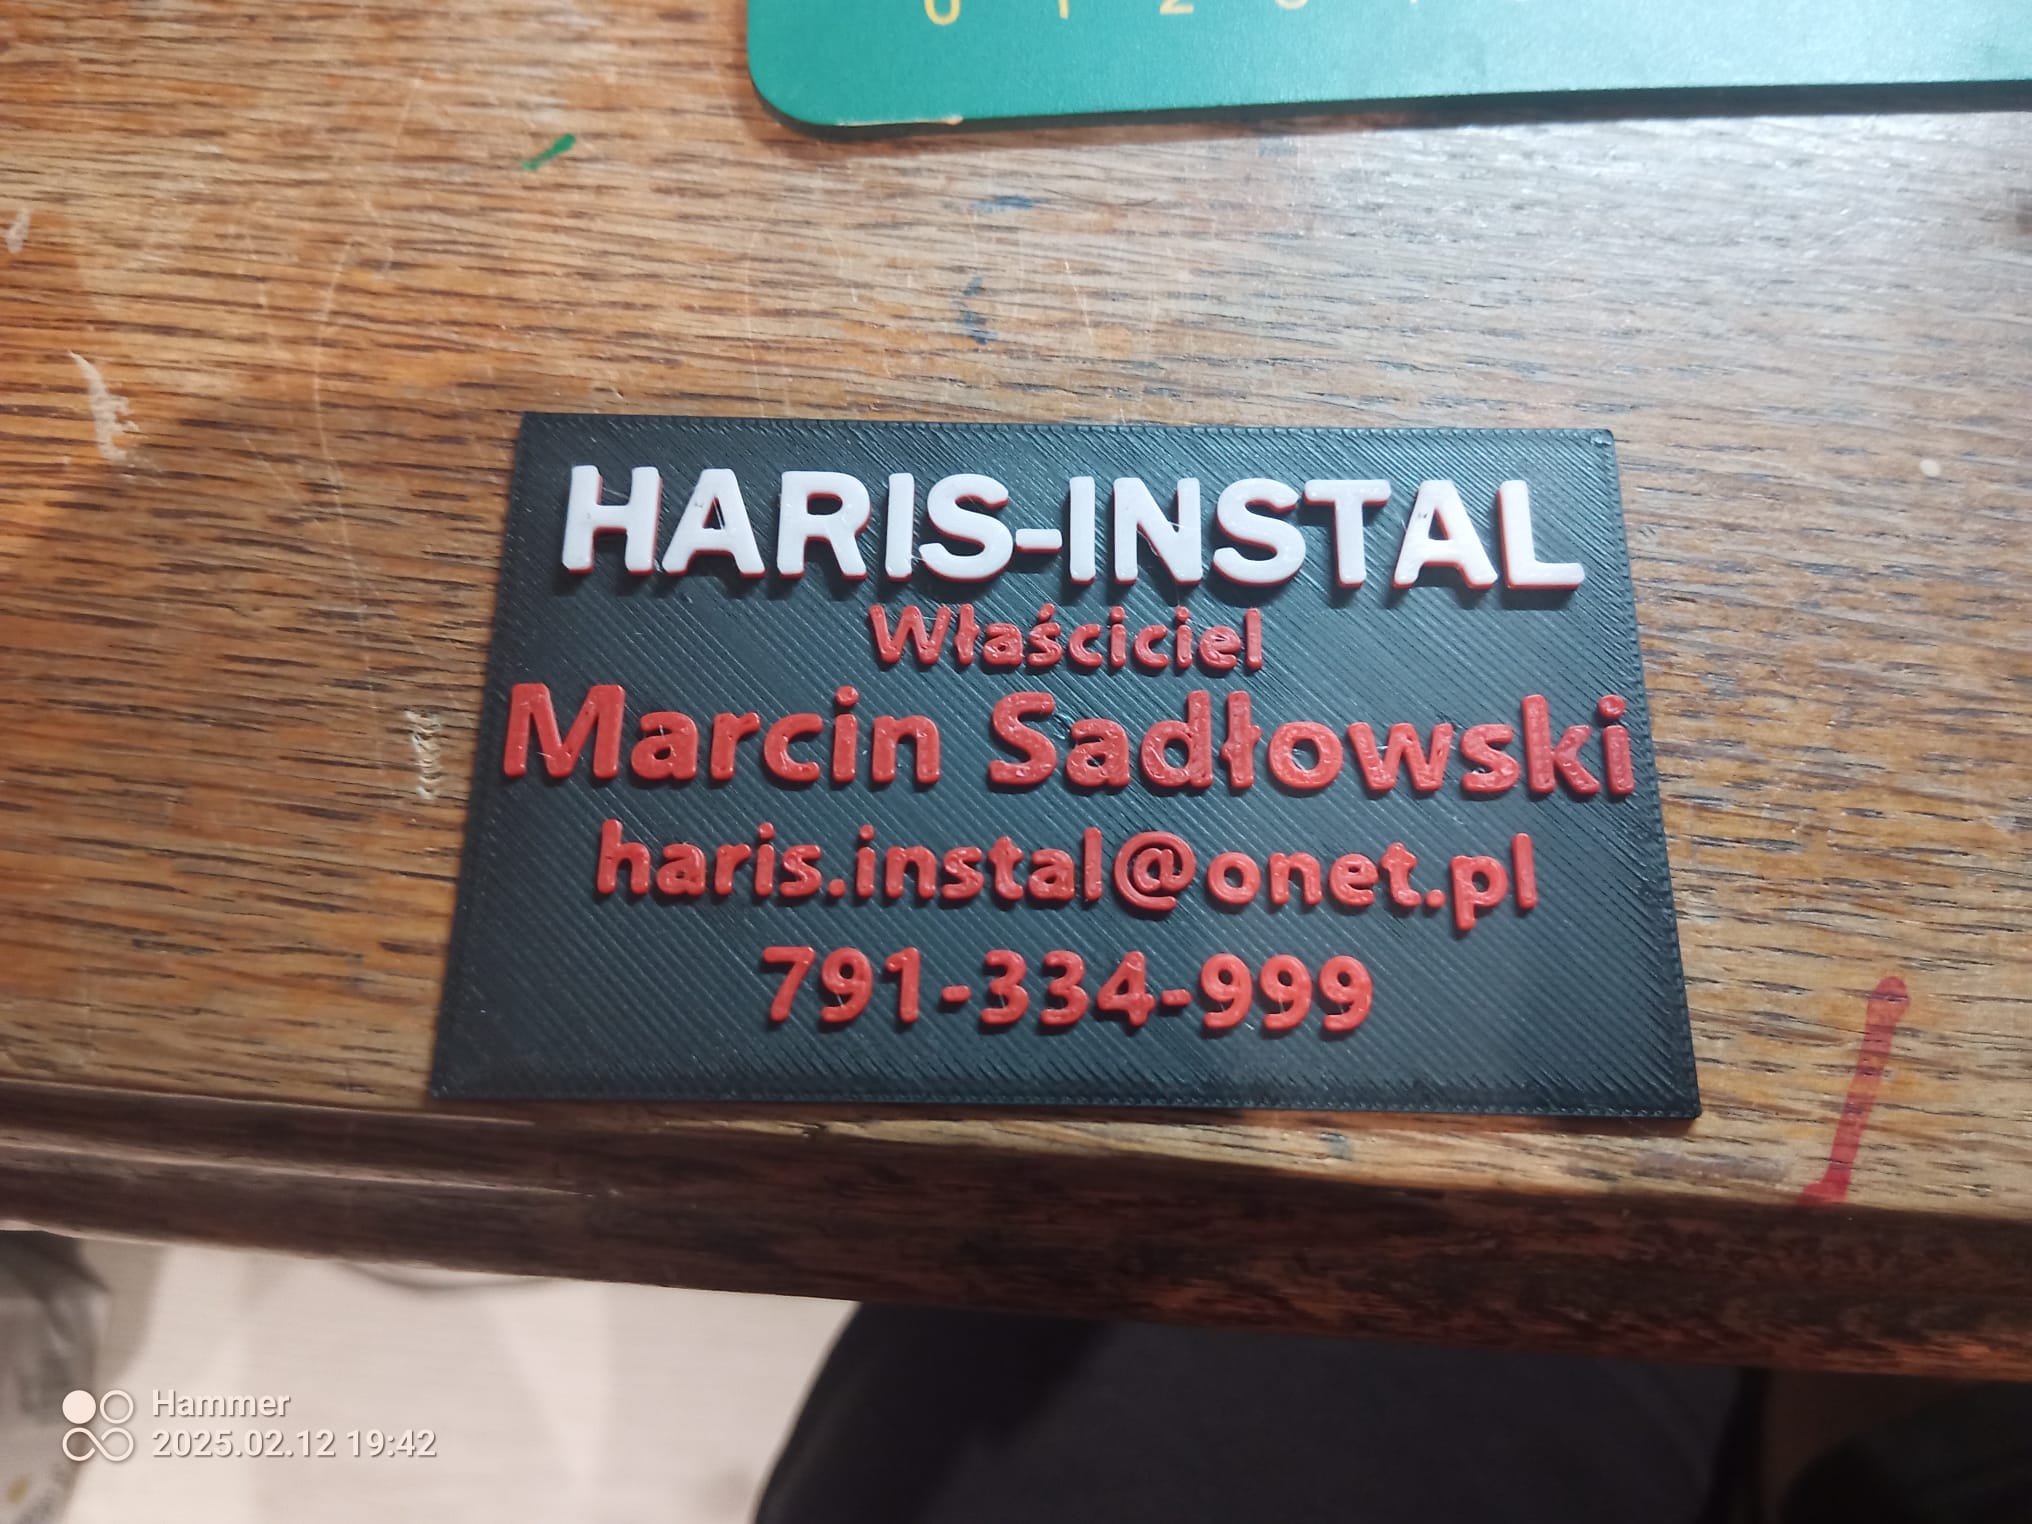 HARIS-INSTAL
Właściciel
Marcin Sadłowski
haris.instal@onet.pl
791-334-999
Hammer
2025.02.12 19:42